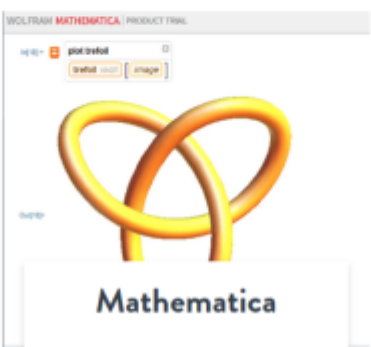 WOLFRAM MATHEMATICA | PRODUCT TRIAL
plot trefoil
trefoil image
Mathematica